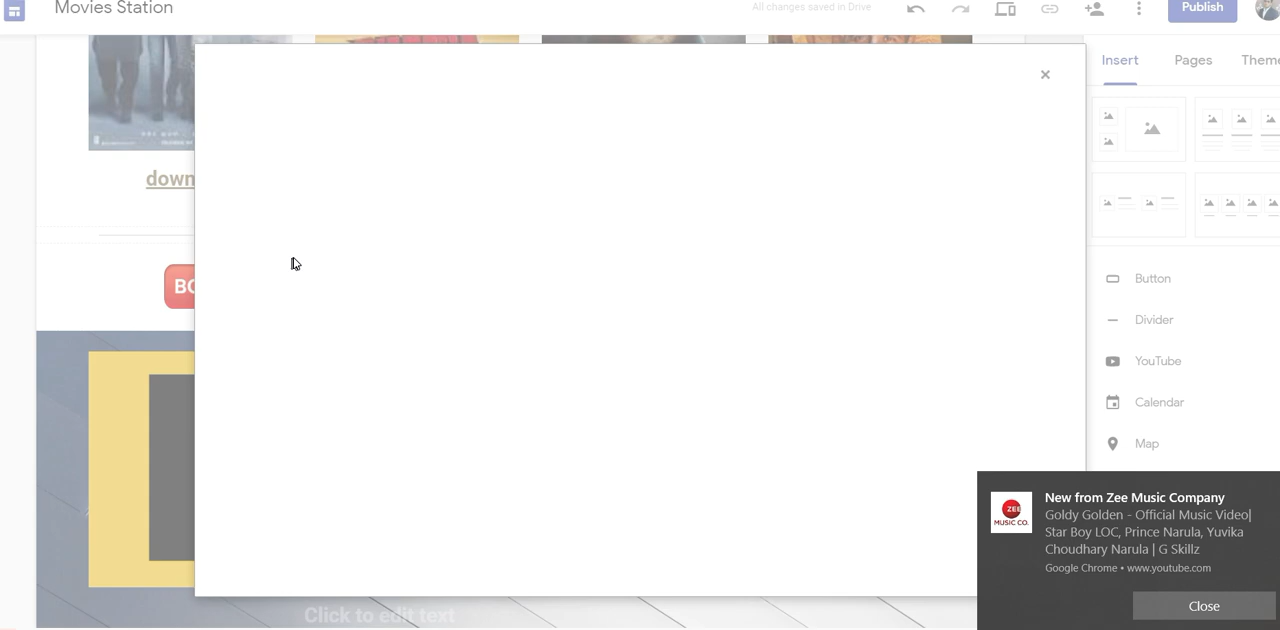 Movies Station
All changes saved in Drive
Publish
Insert
Pages
Theme
down
BO
Button
Divider
YouTube
Calendar
Map
Click to edit text
ZEE
MUSIC CO.
New from Zee Music Company
Goldy Golden - Official Music Video|
Star Boy LOC, Prince Narula, Yuvika
Choudhary Narula | G Skillz
Google Chrome • www.youtube.com
Close